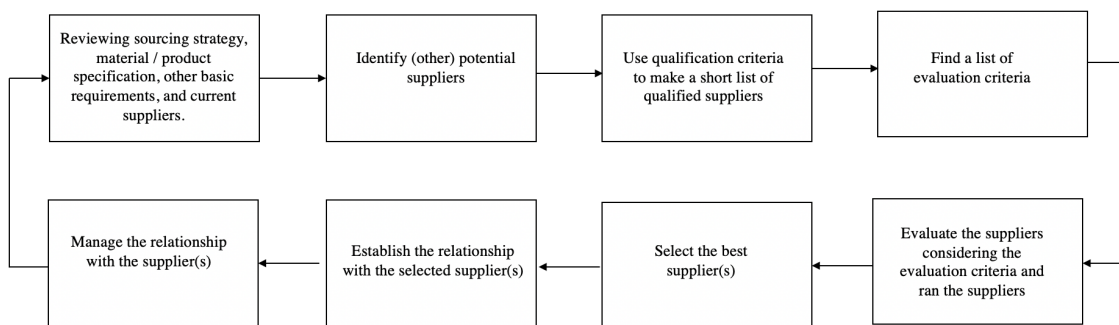 Reviewing sourcing strategy,
material / product
specification, other basic
requirements, and current
suppliers.
Identify (other) potential
suppliers
Use qualification criteria
to make a short list of
qualified suppliers
Find a list of
evaluation criteria
Evaluate the suppliers
considering the
evaluation criteria and
ran the suppliers
Select the best
supplier(s)
Establish the relationship
with the selected supplier(s)
Manage the relationship
with the supplier(s)